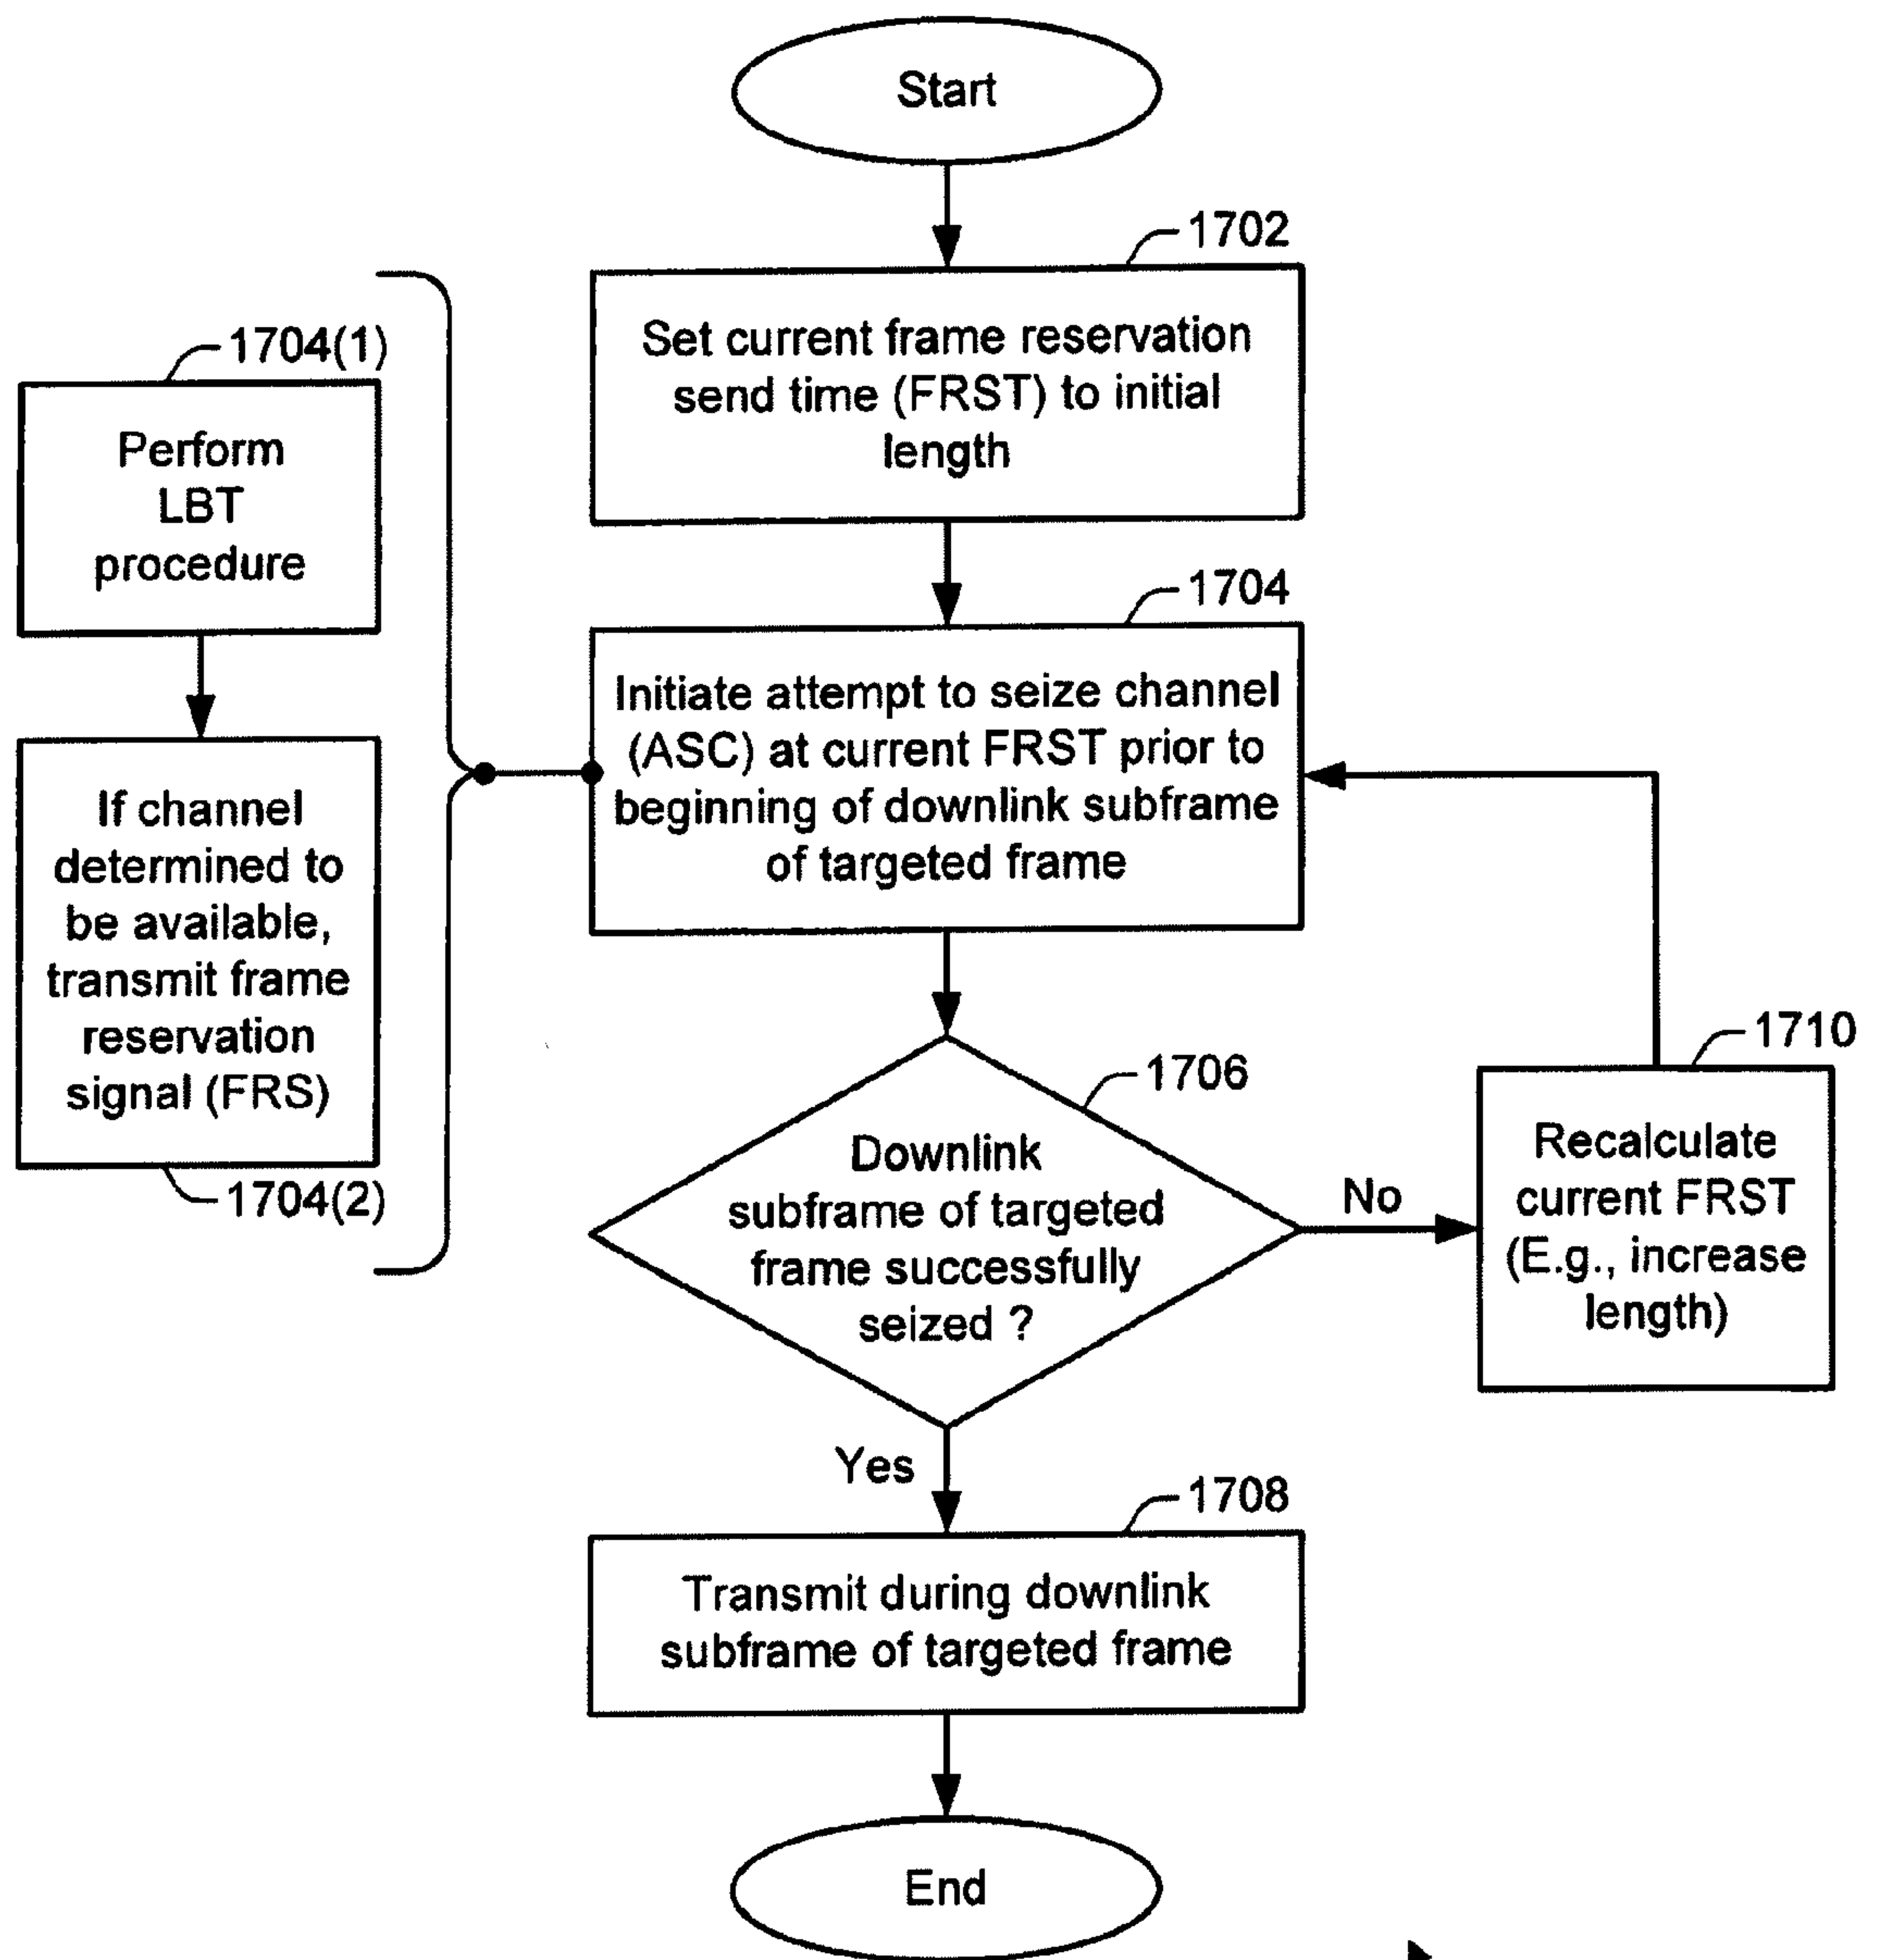 Start
1702
Set current frame reservation
send time (FRST) to initial
length
1704
Initiate attempt to seize channel
(ASC) at current FRST prior to
beginning of downlink subframe
of targeted frame
1704(1)
Perform
LBT
procedure
If channel
determined to
be available,
transmit frame
reservation
signal (FRS)
1704(2)
1706
Downlink
subframe of targeted
frame successfully
seized ?
No
1710
Recalculate
current FRST
(E.g., increase
length)
Yes
1708
Transmit during downlink
subframe of targeted frame
End